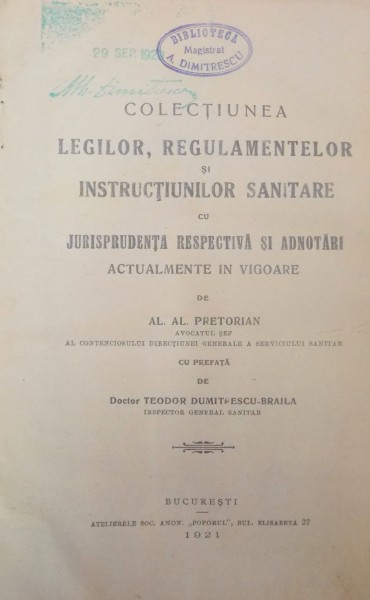 29 SEP. 192
BIBLIOTECA
Magistrat
A. DIMITRESCU
COLECȚIUNEA
LEGILOR, REGULAMENTELOR
ȘI
INSTRUCȚIUNILOR SANITARE
CU
JURISPRUDENȚA RESPECTIVĂ ȘI ADNOTĂRI
ACTUALMENTE IN VIGOARE
DE
AL. AL. PRETORIAN
AVOCATUL ȘEF
AL CONTENCIOSULUI DIRECȚIUNEI GENERALE A SERVICIULUI SANITAR
CU PREFAȚĂ
DE
Doctor TEODOR DUMITRESCU-BRAILA
INSPECTOR GENERAL SANITAR
BUCUREȘTI
ATELIERELE SOC. ANON. „POPORUL”, BUL. ELISABETA 27
1921